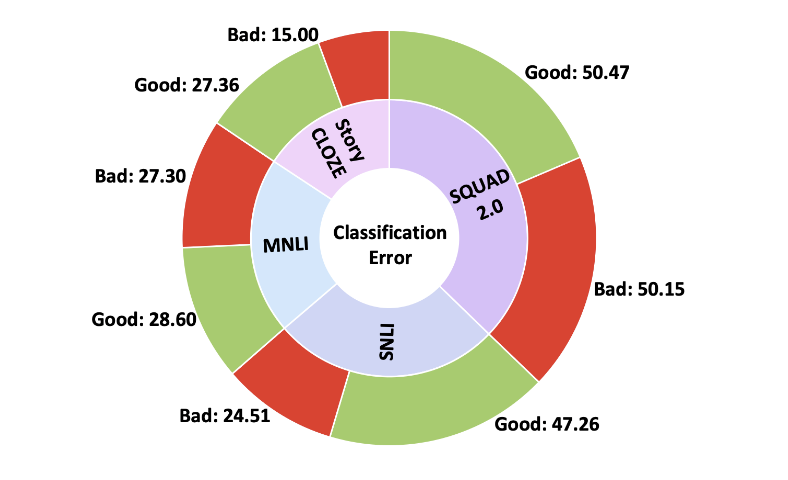 Bad: 15.00
Good: 50.47
Good: 27.36
Story
CLOZE
Bad: 27.30
SQUAD
2.0
MNLI
Classification
Error
Bad: 50.15
Good: 28.60
SNLI
Bad: 24.51
Good: 47.26